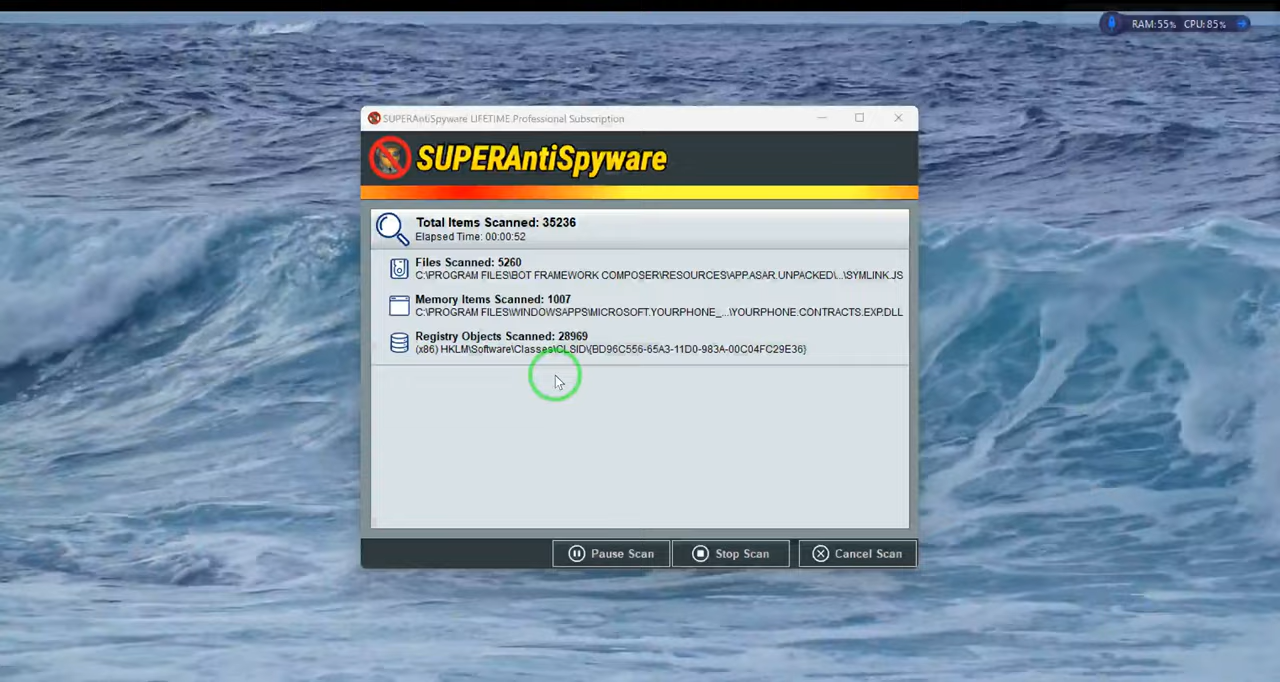 RAM:55% CPU:85%
SUPERAntiSpyware LIFETIME Professional Subscription
SUPERAntiSpyware
Total Items Scanned: 35236
Elapsed Time: 00:00:52
Files Scanned: 5260
C:\PROGRAM FILES\BOT FRAMEWORK COMPOSER\RESOURCES\APP.ASAR.UNPACKED\...\SYMLINK.JS
Memory Items Scanned: 1007
C:\PROGRAM FILES\WINDOWSAPPS\MICROSOFT.YOURPHONE_...\YOURPHONE.CONTRACTS.EXP.DLL
Registry Objects Scanned: 28969
(x86) HKLM\Software\Classes\CLSID\{BD96C556-65A3-11D0-983A-00C04FC29E36}
Pause Scan Stop Scan Cancel Scan